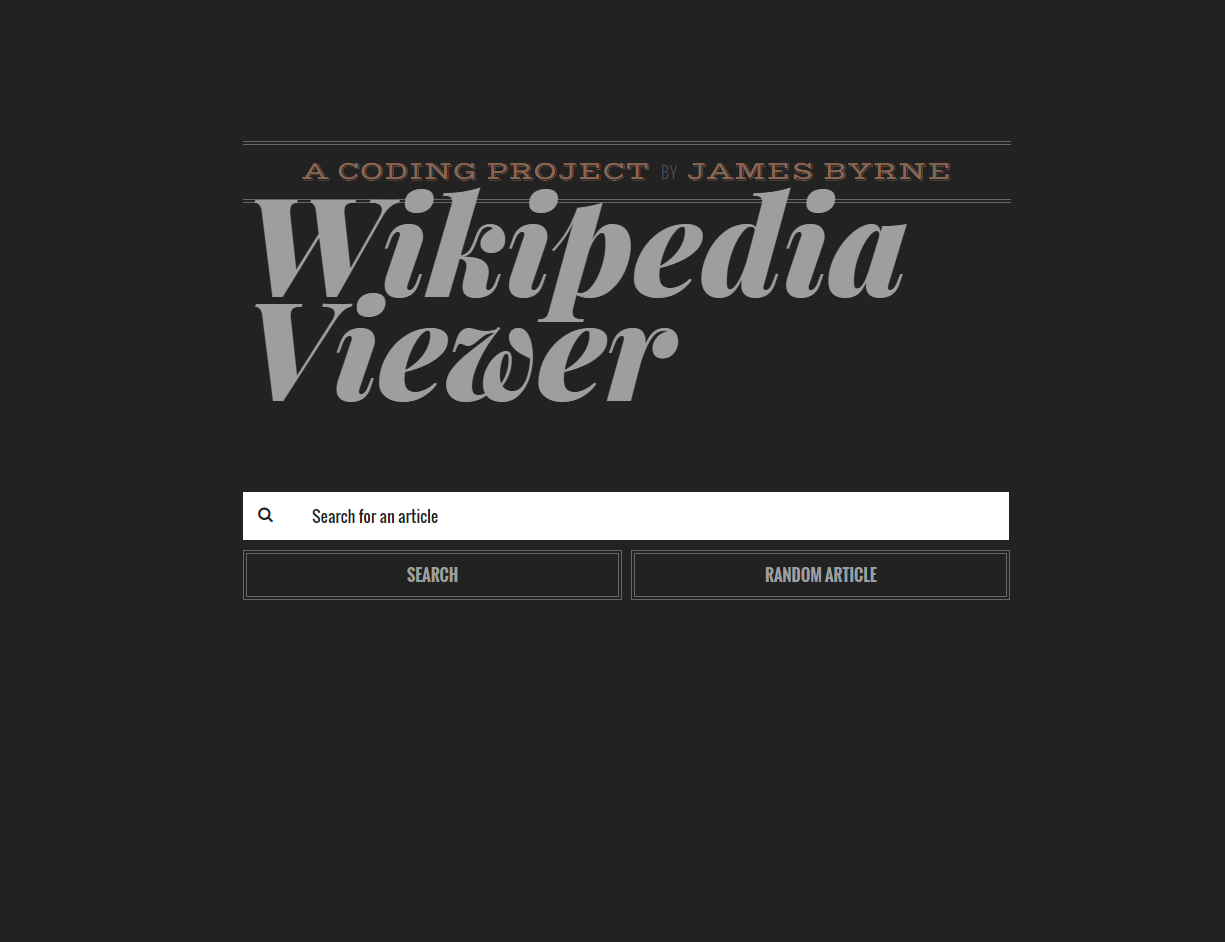 A CODING PROJECT BY JAMES BYRNE
Wikipedia
Viewer
Search for an article
SEARCH
RANDOM ARTICLE